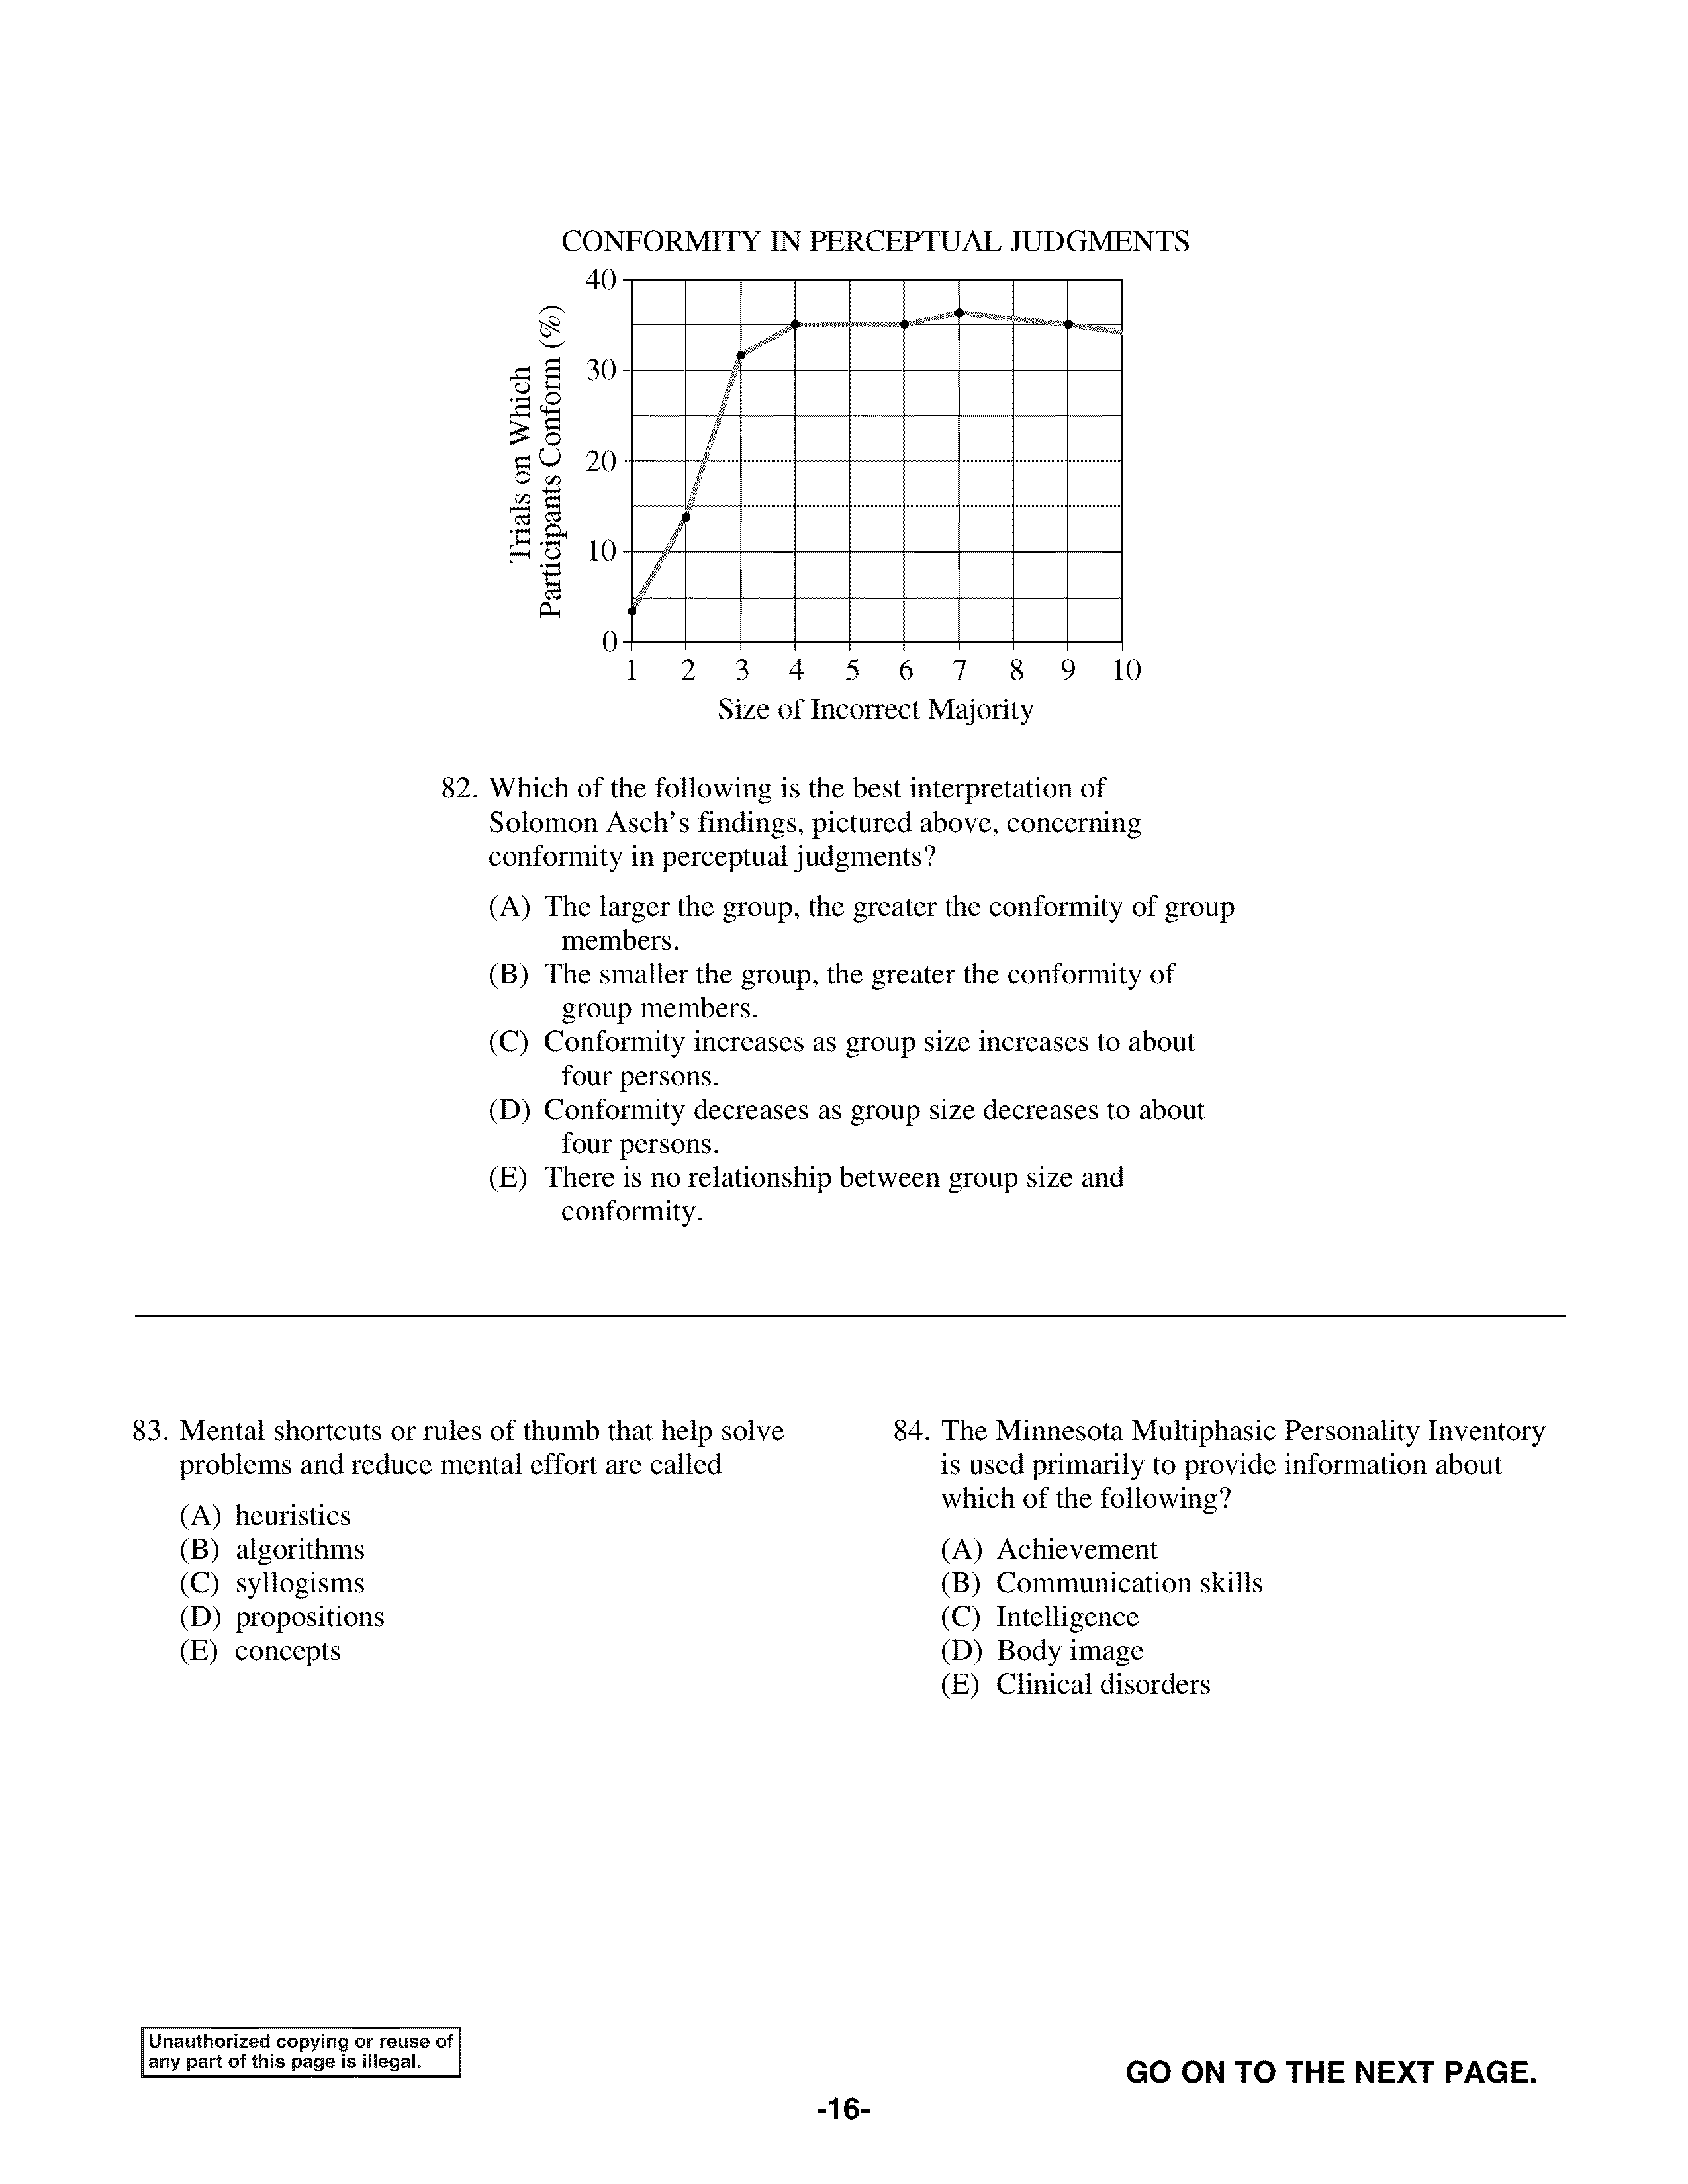 CONFORMITY IN PERCEPTUAL JUDGMENTS
Trials on Which
Participants Conform (%)
40
30
20
10
0
1 2 3 4 5 6 7 8 9 10
Size of Incorrect Majority
82. Which of the following is the best interpretation of
Solomon Asch's findings, pictured above, concerning
conformity in perceptual judgments?
(A) The larger the group, the greater the conformity of group
members.
(B) The smaller the group, the greater the conformity of
group members.
(C) Conformity increases as group size increases to about
four persons.
(D) Conformity decreases as group size decreases to about
four persons.
(E) There is no relationship between group size and
conformity.
83. Mental shortcuts or rules of thumb that help solve
problems and reduce mental effort are called
(A) heuristics
(B) algorithms
(C) syllogisms
(D) propositions
(E) concepts
84. The Minnesota Multiphasic Personality Inventory
is used primarily to provide information about
which of the following?
(A) Achievement
(B) Communication skills
(C) Intelligence
(D) Body image
(E) Clinical disorders
Unauthorized copying or reuse of
any part of this page is illegal.
GO ON TO THE NEXT PAGE.
-16-